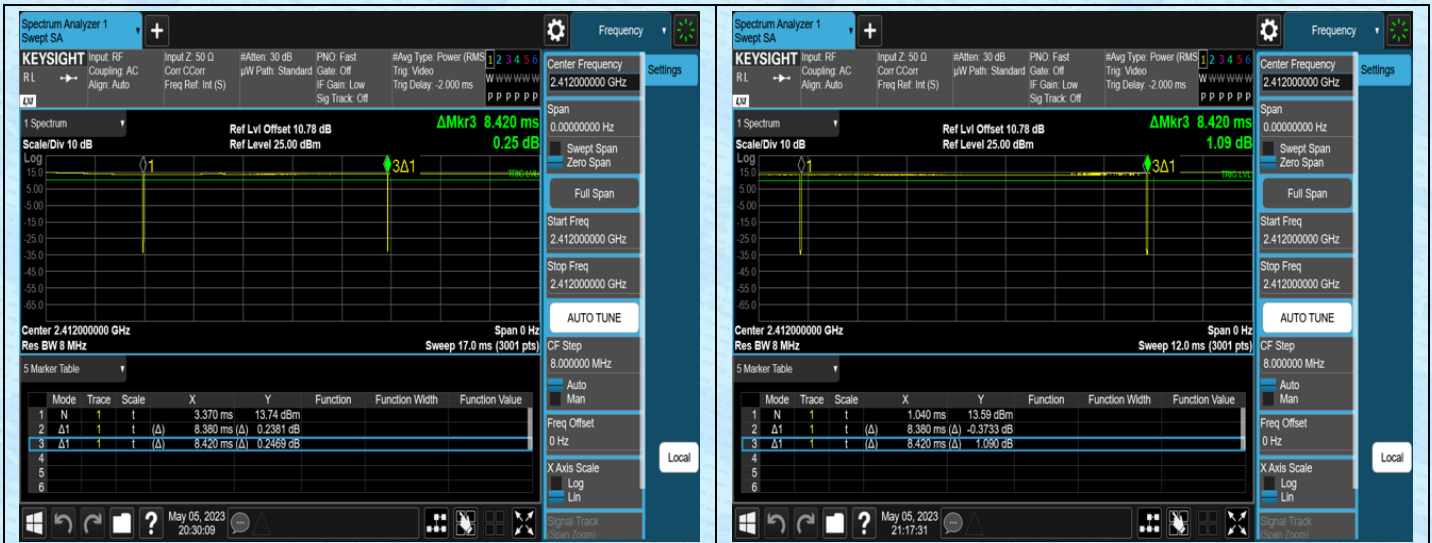 Spectrum Analyzer 1
Swept SA
+
Frequency
KEYSIGHT Input: RF Input Z: 50 Ω #Atten: 30 dB PNO: Fast #Avg Type: Power (RMS 1 2 3 4 5 6
RL Coupling: AC Corr CCorr µW Path: Standard Gate: Off Trig: Video W W W W W W
Align: Auto Freq Ref: Int (S) IF Gain: Low Trig Delay: -2.000 ms
Sig Track: Off P P P P P P
LXI
Center Frequency
2.412000000 GHz
Settings
Span
0.00000000 Hz
Swept Span
Zero Span
Full Span
Start Freq
2.412000000 GHz
Stop Freq
2.412000000 GHz
AUTO TUNE
CF Step
8.000000 MHz
Auto
Man
Freq Offset
0 Hz
X Axis Scale
Log
Lin
Signal Track
(Span Zoom)
Local
1 Spectrum
Ref Lvl Offset 10.78 dB ΔMkr3 8.420 ms
Scale/Div 10 dB Ref Level 25.00 dBm 0.25 dB
Log
1
3Δ1
TRIG LVL
15.0
5.00
-5.00
-15.0
-25.0
-35.0
-45.0
-55.0
-65.0
Center 2.412000000 GHz Span 0 Hz
Res BW 8 MHz Sweep 17.0 ms (3001 pts)
5 Marker Table
Mode Trace Scale X Y Function Function Width Function Value
1 N 1 t 3.370 ms 13.74 dBm
2 Δ1 1 t (Δ) 8.380 ms (Δ) 0.2381 dB
3 Δ1 1 t (Δ) 8.420 ms (Δ) 0.2469 dB
4
5
6
? May 05, 2023
20:30:09
Spectrum Analyzer 1
Swept SA
+
Frequency
KEYSIGHT Input: RF Input Z: 50 Ω #Atten: 30 dB PNO: Fast #Avg Type: Power (RMS 1 2 3 4 5 6
RL Coupling: AC Corr CCorr µW Path: Standard Gate: Off Trig: Video W W W W W W
Align: Auto Freq Ref: Int (S) IF Gain: Low Trig Delay: -2.000 ms
Sig Track: Off P P P P P P
LXI
Center Frequency
2.412000000 GHz
Settings
Span
0.00000000 Hz
Swept Span
Zero Span
Full Span
Start Freq
2.412000000 GHz
Stop Freq
2.412000000 GHz
AUTO TUNE
CF Step
8.000000 MHz
Auto
Man
Freq Offset
0 Hz
X Axis Scale
Log
Lin
Signal Track
(Span Zoom)
Local
1 Spectrum
Ref Lvl Offset 10.78 dB ΔMkr3 8.420 ms
Scale/Div 10 dB Ref Level 25.00 dBm 1.09 dB
Log
1
3Δ1
TRIG LVL
15.0
5.00
-5.00
-15.0
-25.0
-35.0
-45.0
-55.0
-65.0
Center 2.412000000 GHz Span 0 Hz
Res BW 8 MHz Sweep 12.0 ms (3001 pts)
5 Marker Table
Mode Trace Scale X Y Function Function Width Function Value
1 N 1 t 1.040 ms 13.59 dBm
2 Δ1 1 t (Δ) 8.380 ms (Δ) -0.3733 dB
3 Δ1 1 t (Δ) 8.420 ms (Δ) 1.090 dB
4
5
6
? May 05, 2023
21:17:31